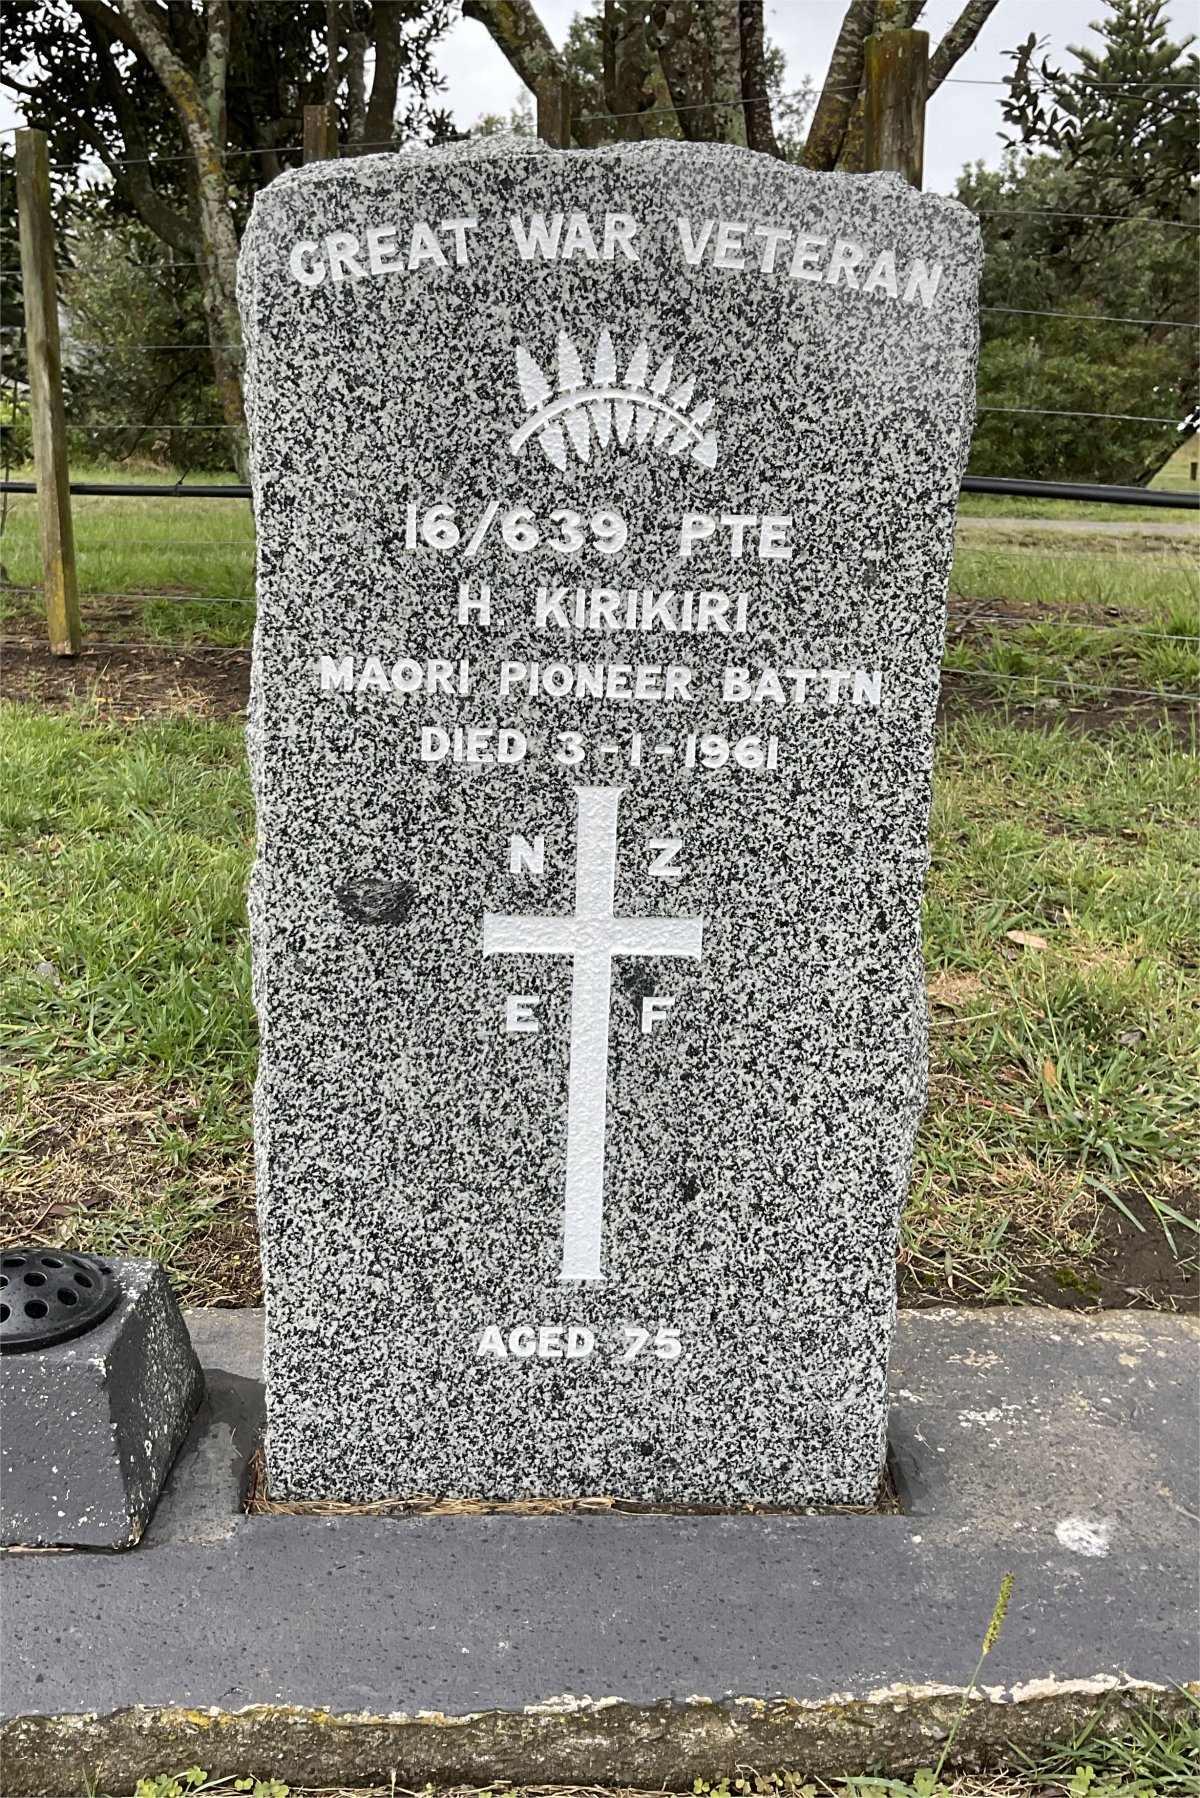 GREAT WAR VETERAN
16/639 PTE
H. KIRIKIRI
MAORI PIONEER BATTN.
DIED 3-1-1961
N Z
E F
AGED 75.